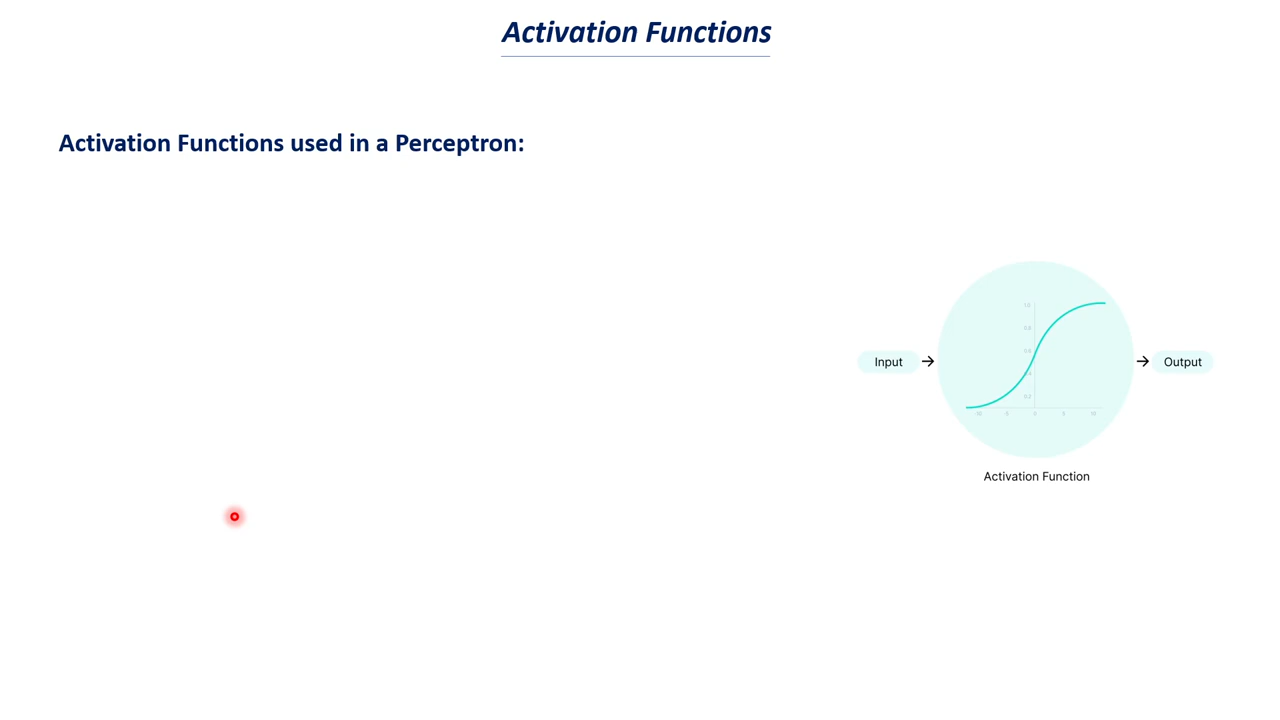 Activation Functions
Activation Functions used in a Perceptron:
Input
Output
Activation Function